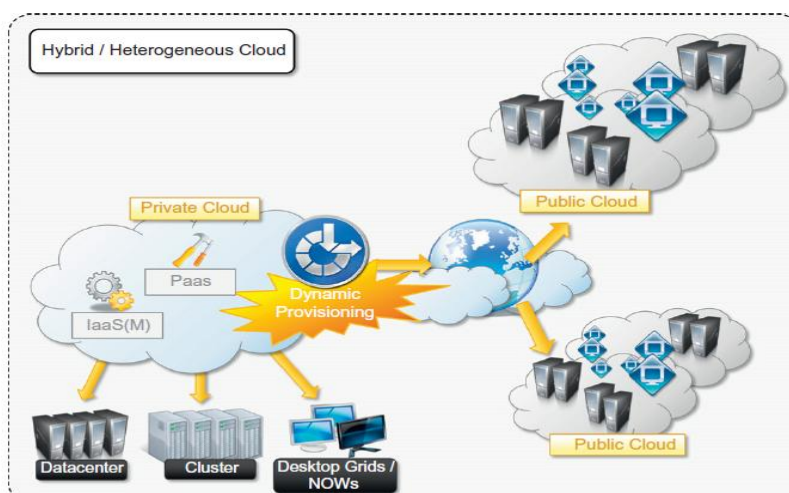 Hybrid / Heterogeneous Cloud
Public Cloud
Private Cloud
Paas
IaaS(M)
Dynamic
Provisioning
Datacenter
Cluster
Desktop Grids /
NOWs
Public Cloud